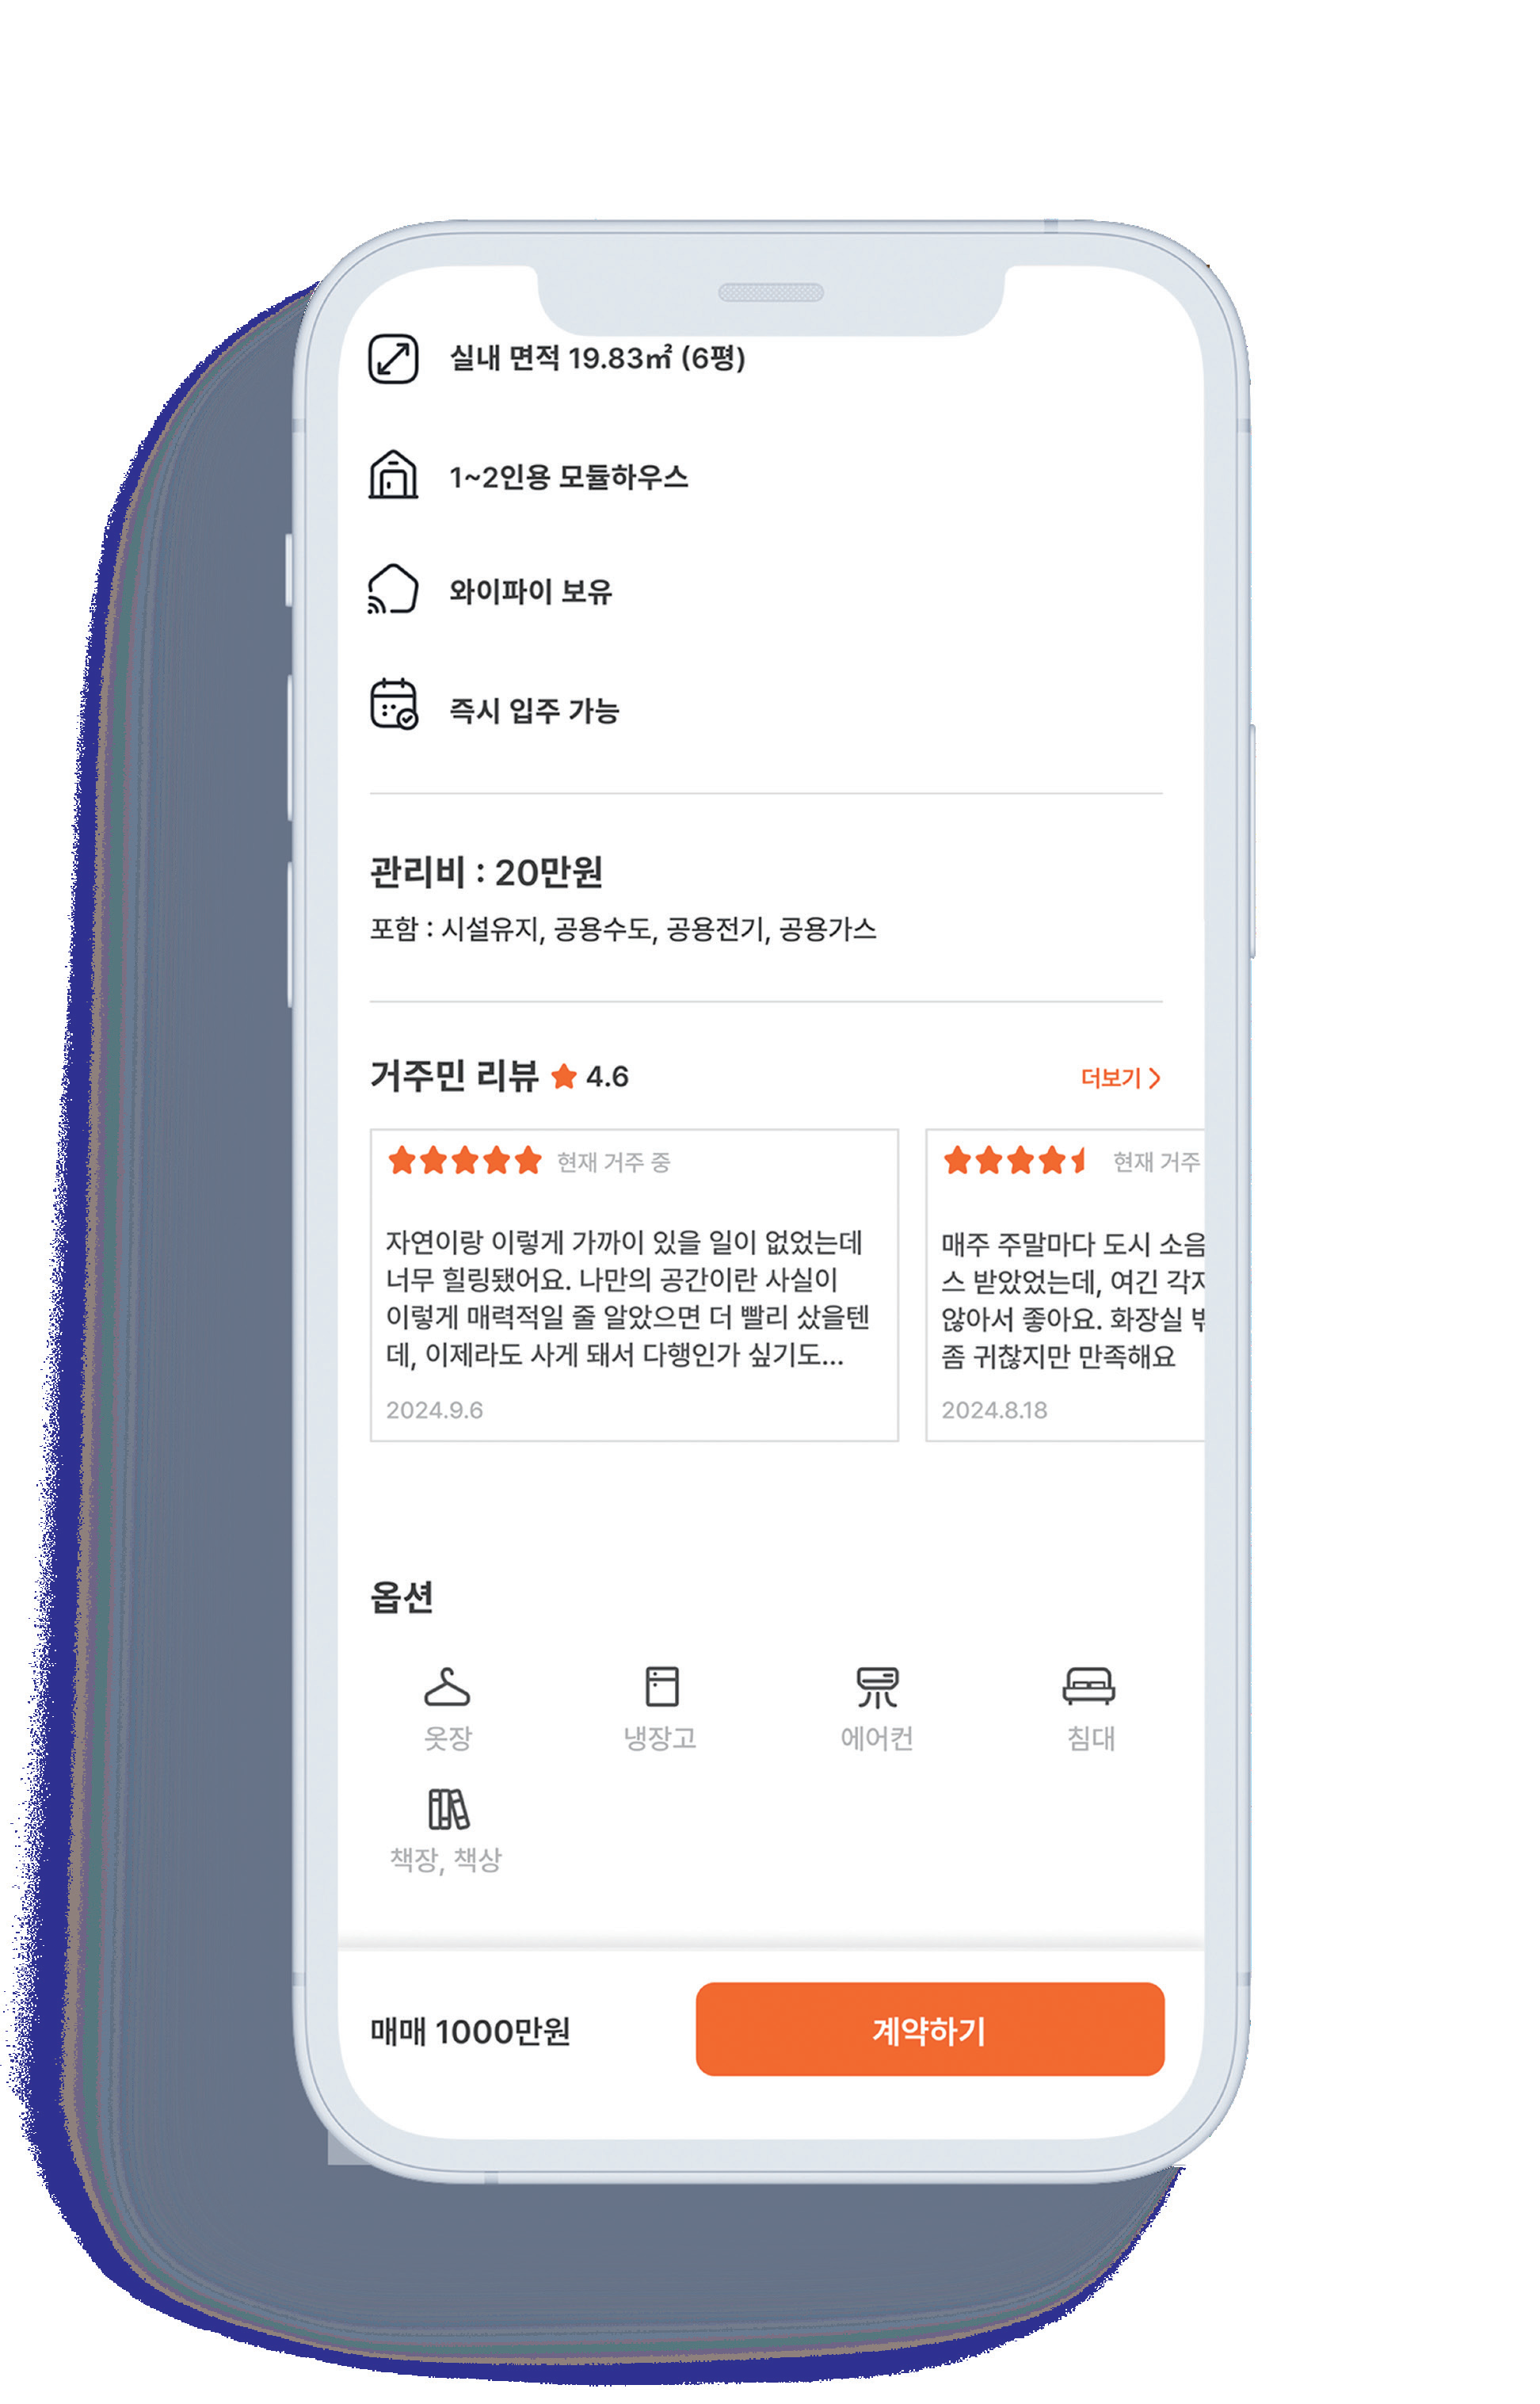 실내 면적 19.83㎡ (6평)
1~2인용 모듈하우스
와이파이 보유
즉시 입주 가능
관리비 : 20만원
포함 : 시설유지, 공용수도, 공용전기, 공용가스
거주민 리뷰 4.6
더보기
현재 거주 중
자연이랑 이렇게 가까이 있을 일이 없었는데
너무 힐링됐어요. 나만의 공간이란 사실이
이렇게 매력적일 줄 알았으면 더 빨리 샀을텐
데, 이제라도 사게 돼서 다행인가 싶기도...
2024.9.6
현재 거주
매주 주말마다 도시 소음
스 받았었는데, 여긴 각자
않아서 좋아요. 화장실
좀 귀찮지만 만족해요
2024.8.18
옵션
옷장
냉장고
에어컨
침대
책장, 책상
매매 1000만원
계약하기